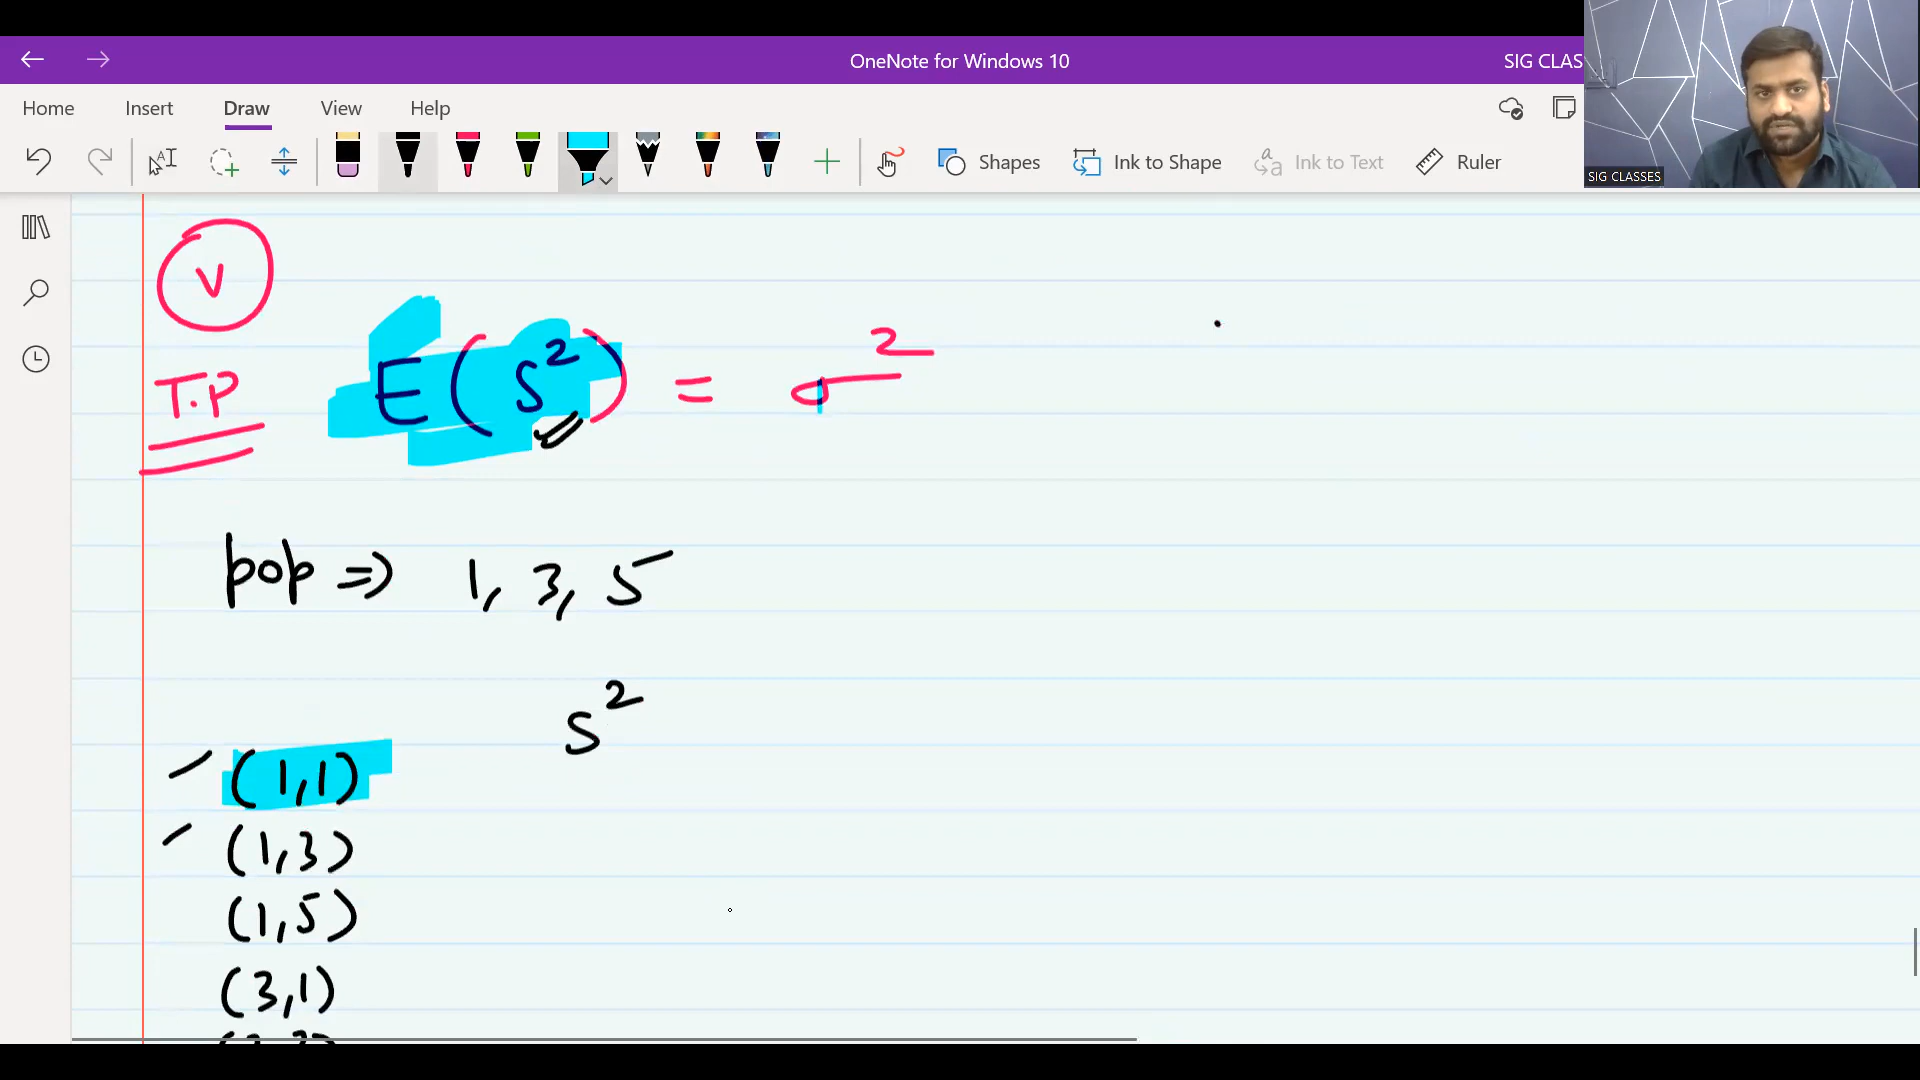 OneNote for Windows 10
SIG CLAS
Home Insert Draw View Help
Shapes Ink to Shape Ink to Text Ruler
SIG CLASSES
V
T.P E(s²) = σ²
pop => 1, 3, 5
s²
(1,1)
(1,3)
(1,5)
(3,1)